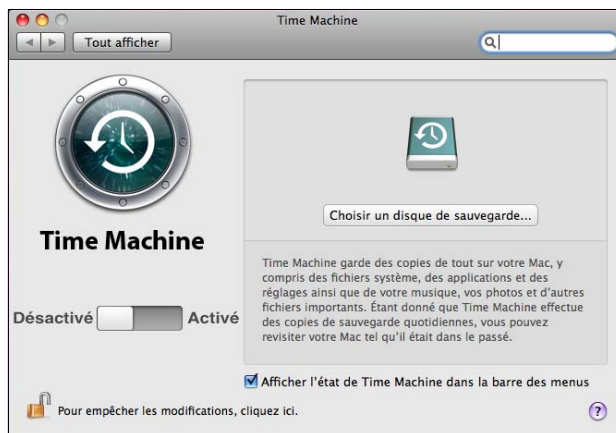 Time Machine
Tout afficher
Time Machine
Désactivé Activé
Choisir un disque de sauvegarde...
Time Machine garde des copies de tout sur votre Mac, y
compris des fichiers système, des applications et des
réglages ainsi que de votre musique, vos photos et d'autres
fichiers importants. Étant donné que Time Machine effectue
des copies de sauvegarde quotidiennes, vous pouvez
revisiter votre Mac tel qu'il était dans le passé.
Afficher l'état de Time Machine dans la barre des menus
Pour empêcher les modifications, cliquez ici.
?